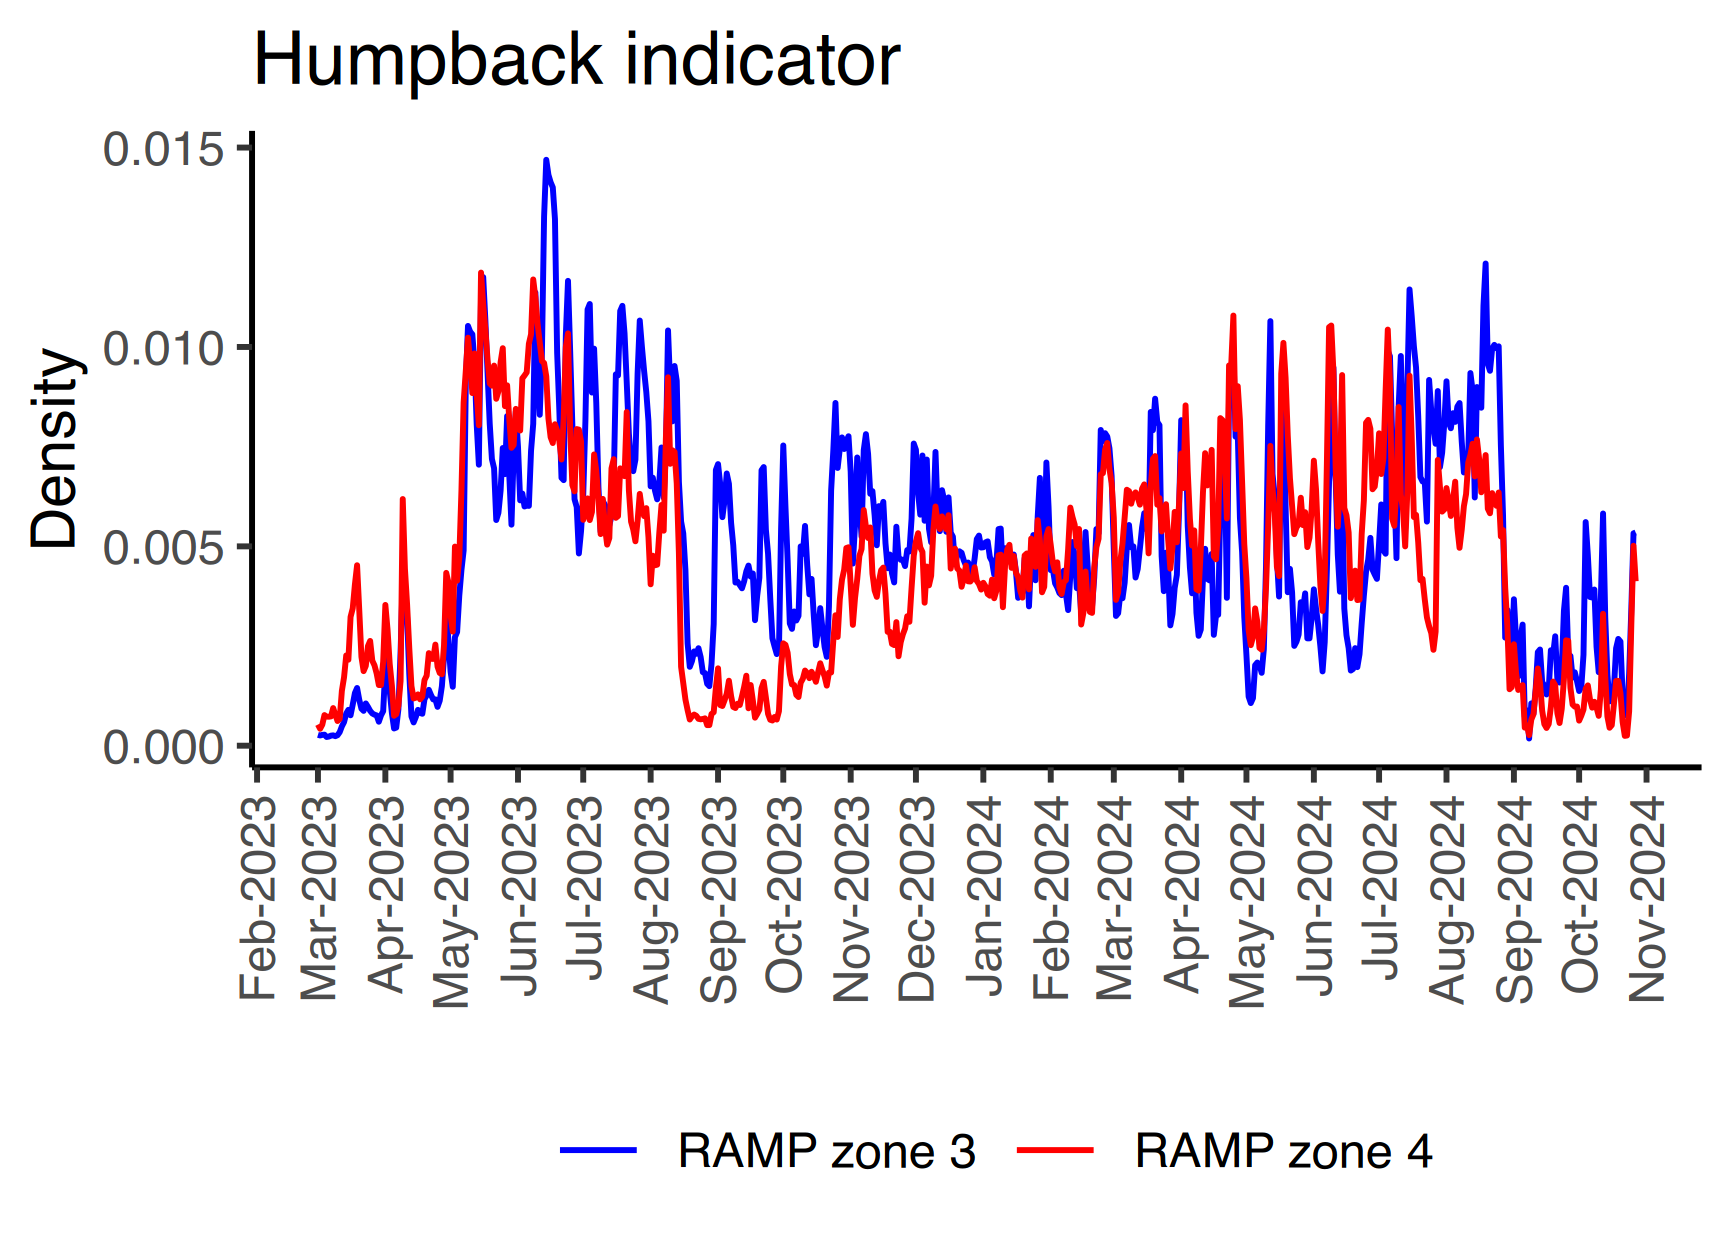 Humpback indicator
Density
0.015
0.010
0.005
0.000
Feb-2023
Mar-2023
Apr-2023
May-2023
Jun-2023
Jul-2023
Aug-2023
Sep-2023
Oct-2023
Nov-2023
Dec-2023
Jan-2024
Feb-2024
Mar-2024
Apr-2024
May-2024
Jun-2024
Jul-2024
Aug-2024
Sep-2024
Oct-2024
Nov-2024
RAMP zone 3
RAMP zone 4